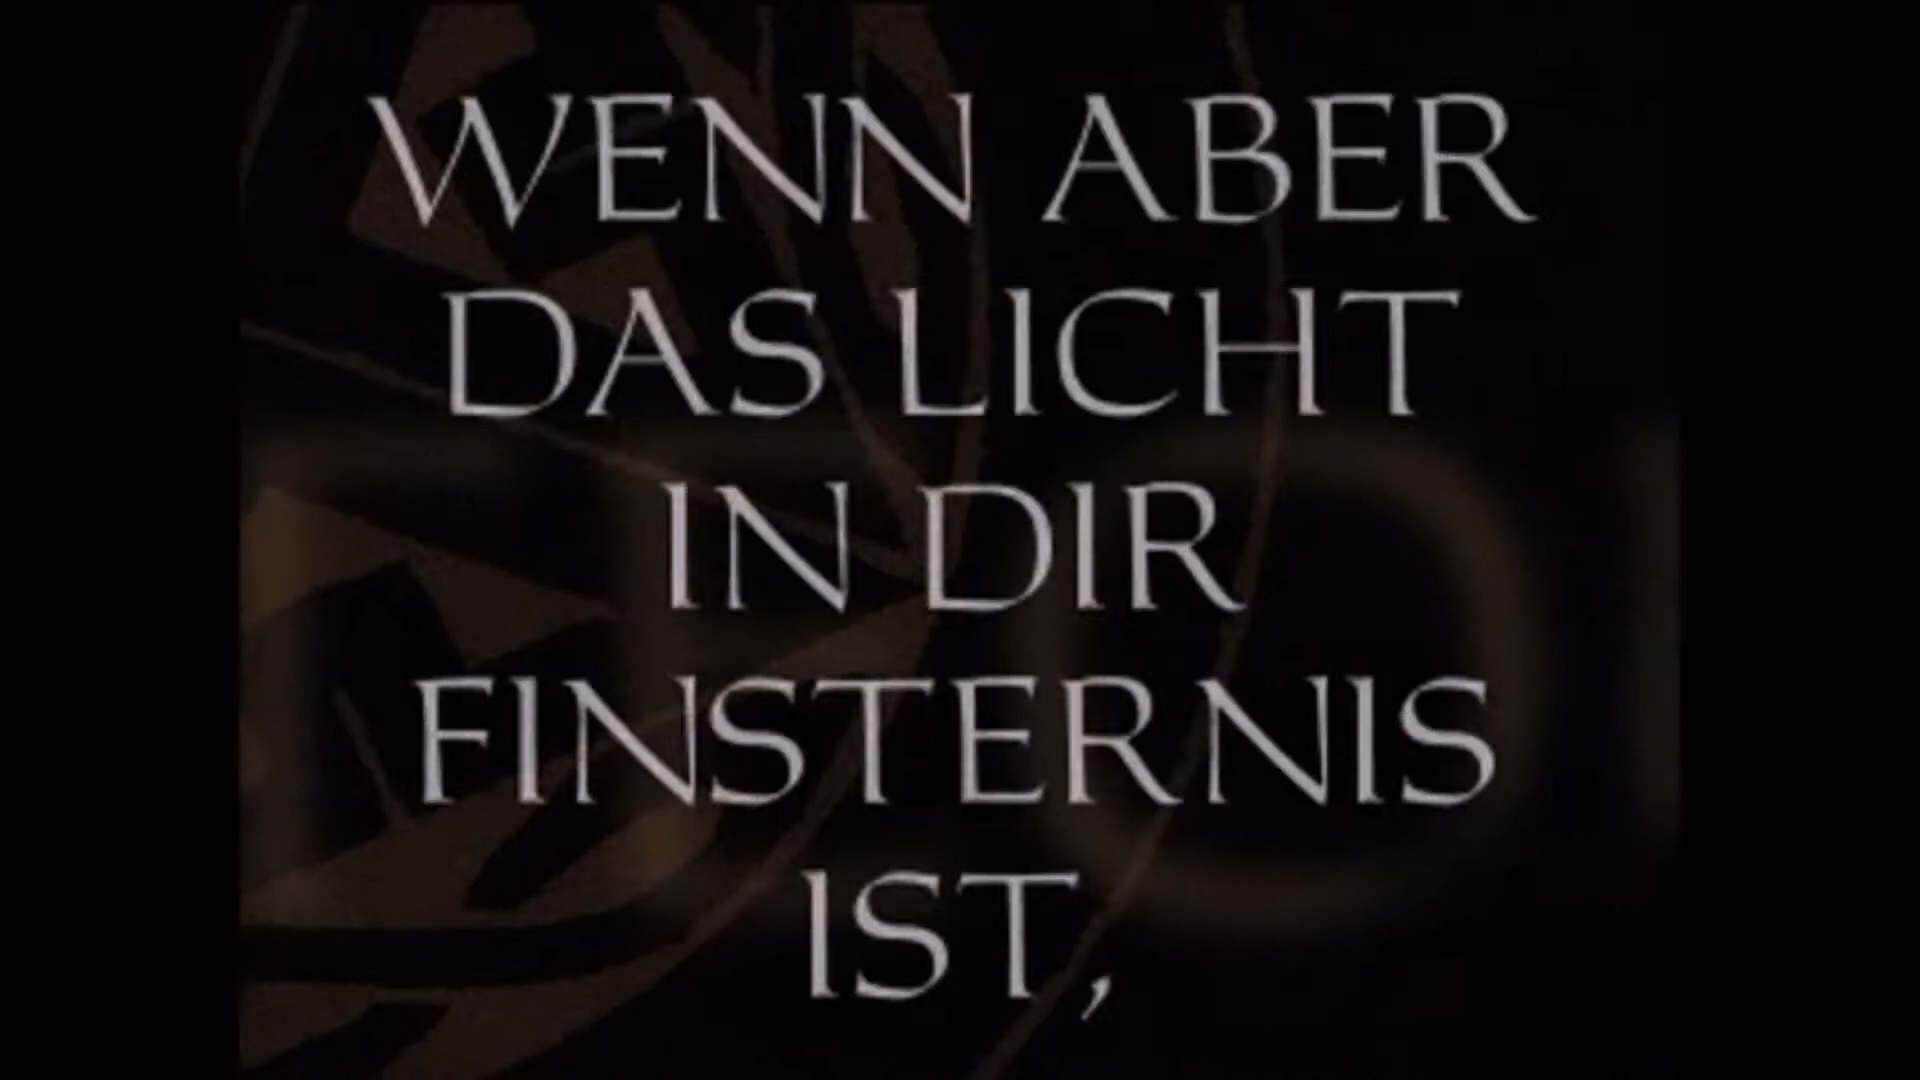 WENN ABER
DAS LICHT
IN DIR
FINSTERNIS
IST,